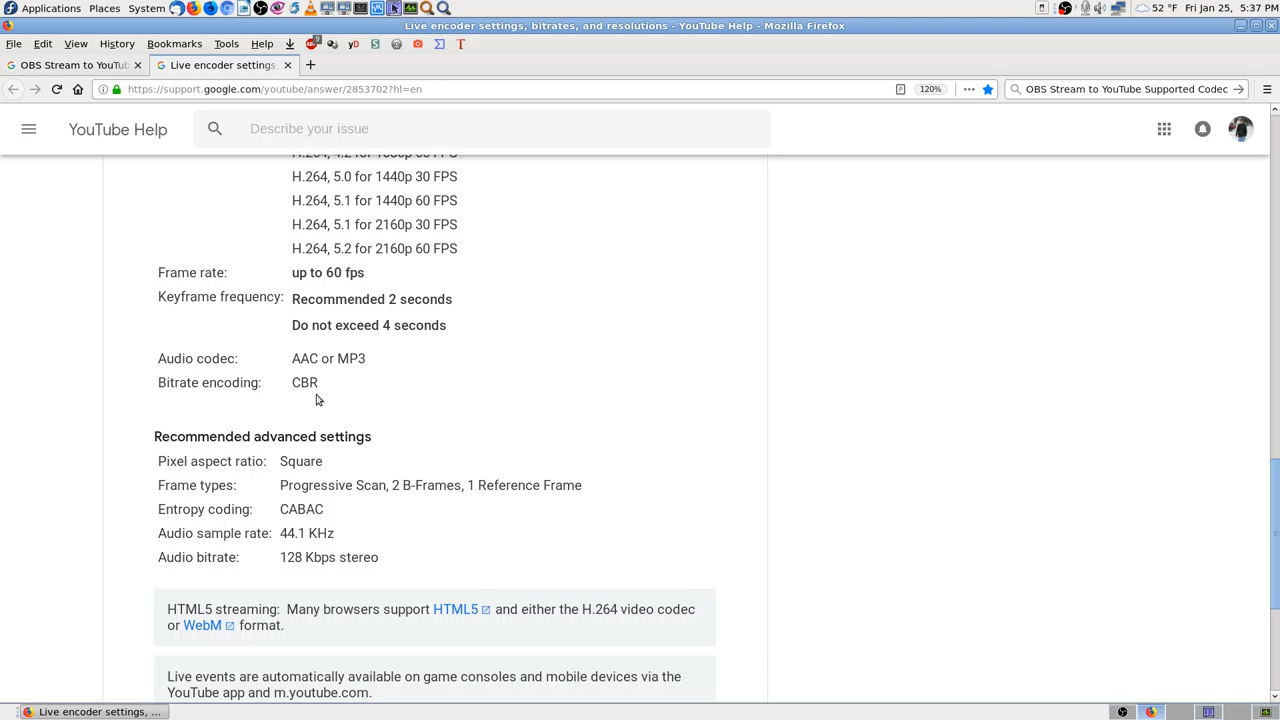 Applications Places System 52 °F Fri Jan 25, 5:37 PM
Live encoder settings, bitrates, and resolutions - YouTube Help - Mozilla Firefox
File Edit View History Bookmarks Tools Help
OBS Stream to YouTub
Live encoder settings,
https://support.google.com/youtube/answer/2853702?hl=en
120%
OBS Stream to YouTube Supported Codec
YouTube Help
Describe your issue
H.264, 5.0 for 1440p 30 FPS
H.264, 5.1 for 1440p 60 FPS
H.264, 5.1 for 2160p 30 FPS
H.264, 5.2 for 2160p 60 FPS
Frame rate: up to 60 fps
Keyframe frequency: Recommended 2 seconds
Do not exceed 4 seconds
Audio codec: AAC or MP3
Bitrate encoding: CBR
Recommended advanced settings
Pixel aspect ratio: Square
Frame types: Progressive Scan, 2 B-Frames, 1 Reference Frame
Entropy coding: CABAC
Audio sample rate: 44.1 KHz
Audio bitrate: 128 Kbps stereo
HTML5 streaming: Many browsers support HTML5 and either the H.264 video codec
or WebM format.
Live events are automatically available on game consoles and mobile devices via the
YouTube app and m.youtube.com.
Live encoder settings, ...